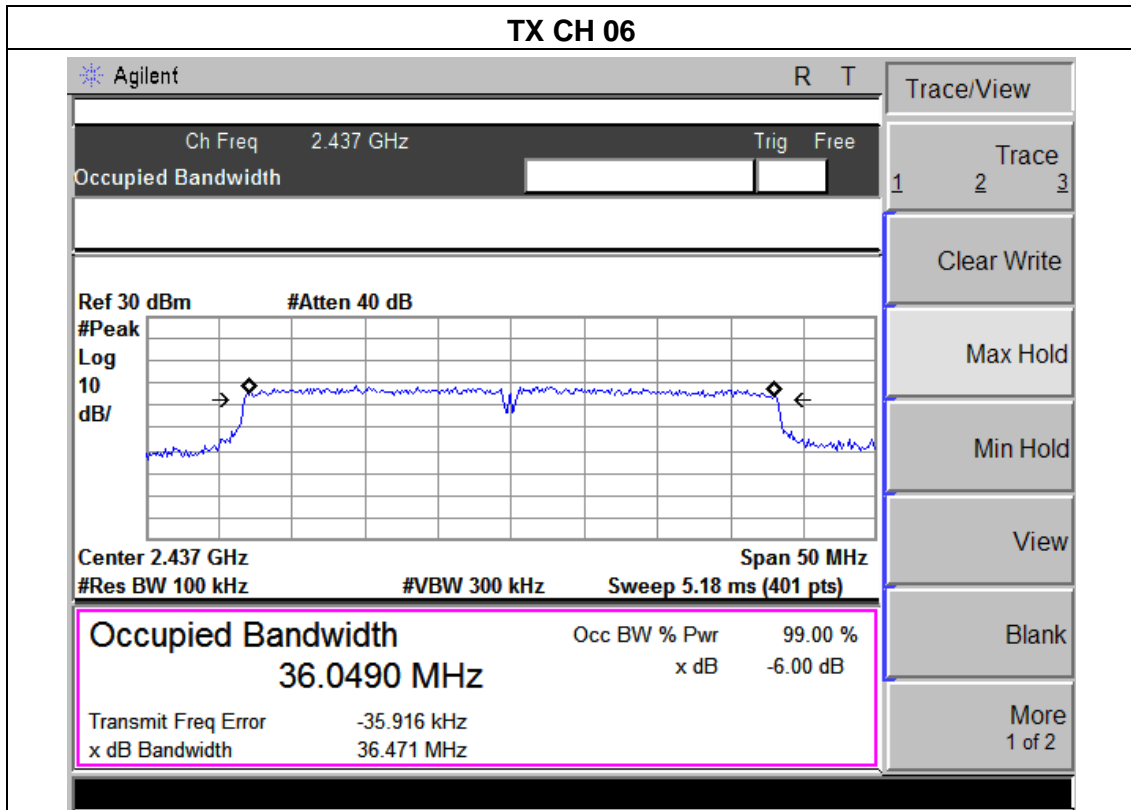 TX CH 06
Agilent R T
Trace/View
Ch Freq 2.437 GHz Trig Free
Occupied Bandwidth
Trace
1 2 3
Clear Write
Max Hold
Min Hold
View
Blank
More
1 of 2
Ref 30 dBm #Atten 40 dB
#Peak
Log
10
dB/
Center 2.437 GHz Span 50 MHz
#Res BW 100 kHz #VBW 300 kHz Sweep 5.18 ms (401 pts)
Occupied Bandwidth Occ BW % Pwr 99.00 %
36.0490 MHz x dB -6.00 dB
Transmit Freq Error -35.916 kHz
x dB Bandwidth 36.471 MHz